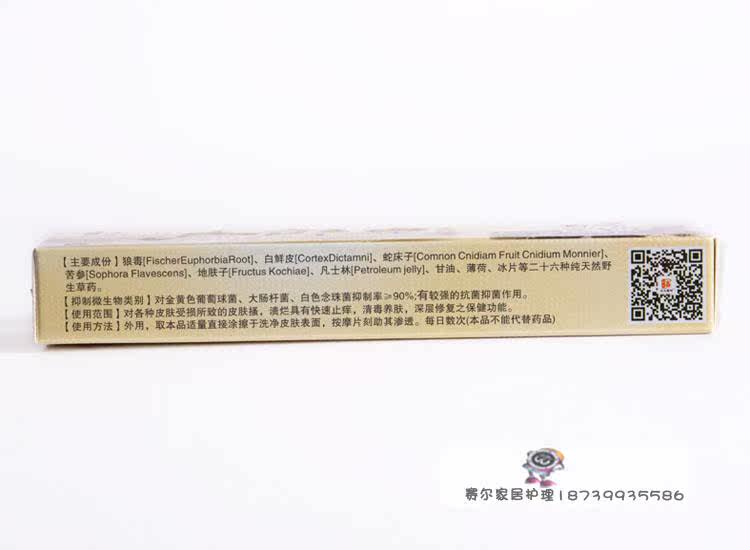 【主要成份】狼毒[FischerEuphorbiaRoot]、白鲜皮[CortexDictamni]、蛇床子[Comnon Cnidiam Fruit Cnidium Monnier]、
苦参[Sophora Flavescens]、地肤子[Fructus Kochiae]、凡士林[Petroleum jelly]、甘油、薄荷、冰片等二十六种纯天然野
生草药。
【抑制微生物类别】对金黄色葡萄球菌、大肠杆菌、白色念珠菌抑制率≥90%;有较强的抗菌抑菌作用。
【使用范围】对各种皮肤受损所致的皮肤搔，溃烂具有快速止痒，清毒养肤，深层修复之保健功能。
【使用方法】外用，取本品适量直接涂擦于洗净皮肤表面，按摩片刻助其渗透。每日数次(本品不能代替药品)
赛尔家居护理18739935586